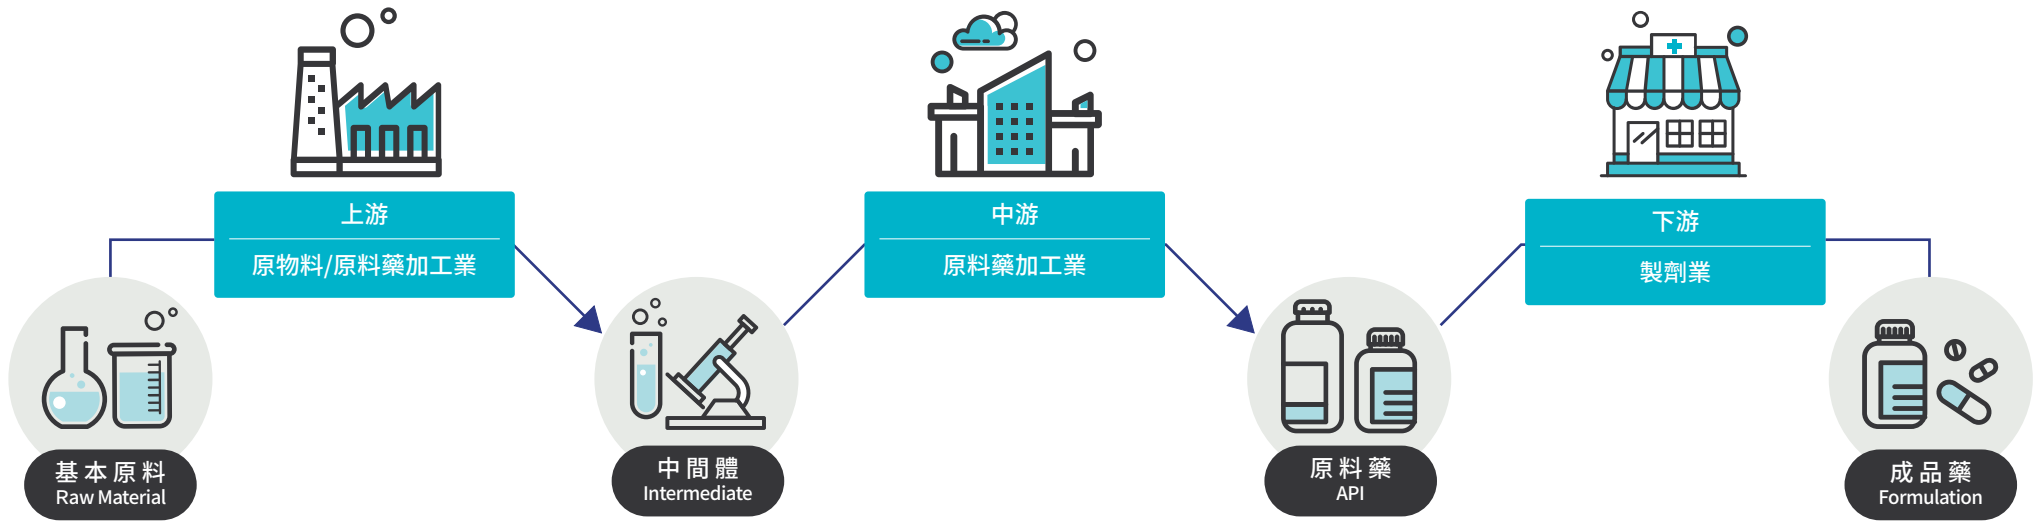 上游
原物料/原料藥加工業
中游
原料藥加工業
下游
製劑業
基本原料
Raw Material
中間體
Intermediate
原料藥
API
成品藥
Formulation